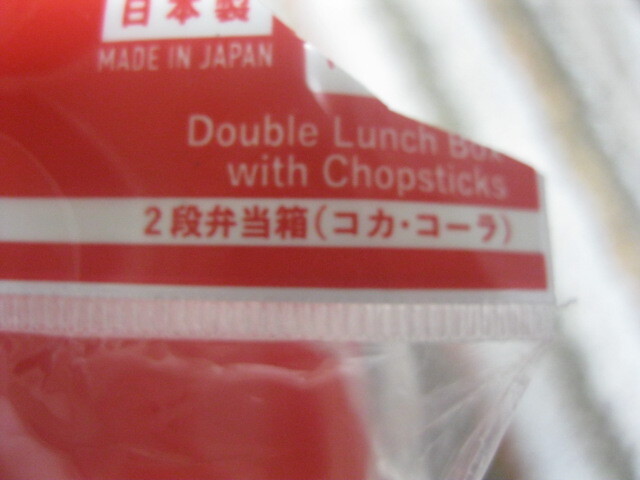 日本製
MADE IN JAPAN
Double Lunch Box
with Chopsticks
2段弁当箱(コカ・コーラ)